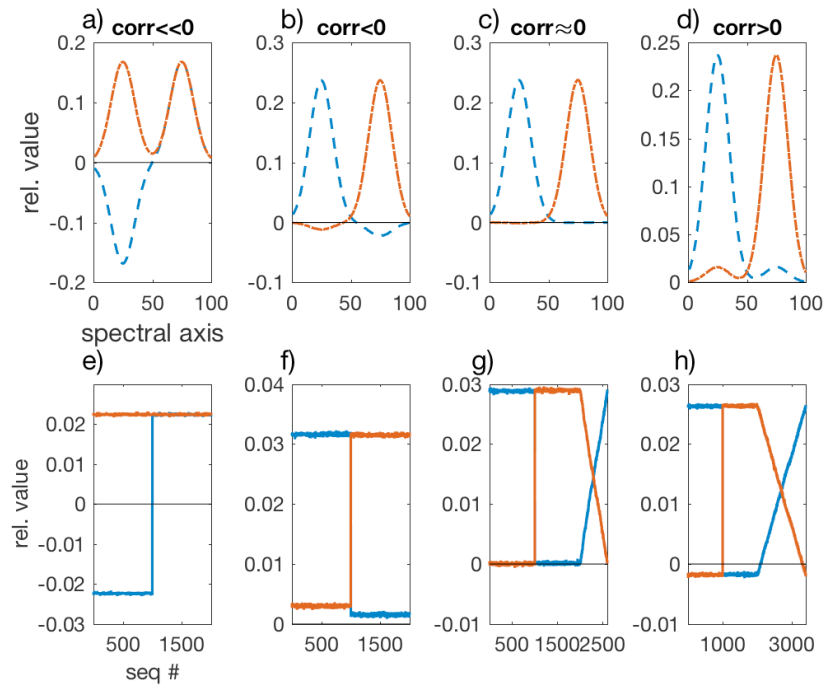 a) b) c) d)
corr<<0 corr<0 corr≈0 corr>0
0.2 0.3 0.3 0.25
0.2 0.2 0.2
0.1 0.15
rel. value 0 0.1 0.1
0.1
-0.1 0 0
0.05
-0.2 -0.1 -0.1 0
0 50 100 0 50 100 0 50 100 0 50 100
spectral axis
e) f) g) h)
0.04 0.03 0.03
0.02 0.03 0.02 0.02
0.01
rel. value 0 0.02 0.01 0.01
-0.01
-0.02 0.01 0 0
-0.03 0 -0.01 -0.01
500 1500 500 1500 500 1500 2500 1000 3000
seq #